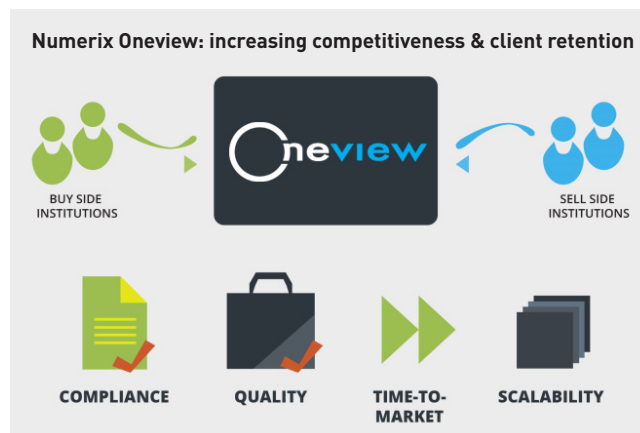 Numerix Oneview: increasing competitiveness & client retention
Oneview
BUY SIDE
INSTITUTIONS
SELL SIDE
INSTITUTIONS
COMPLIANCE
QUALITY
TIME-TO-
MARKET
SCALABILITY